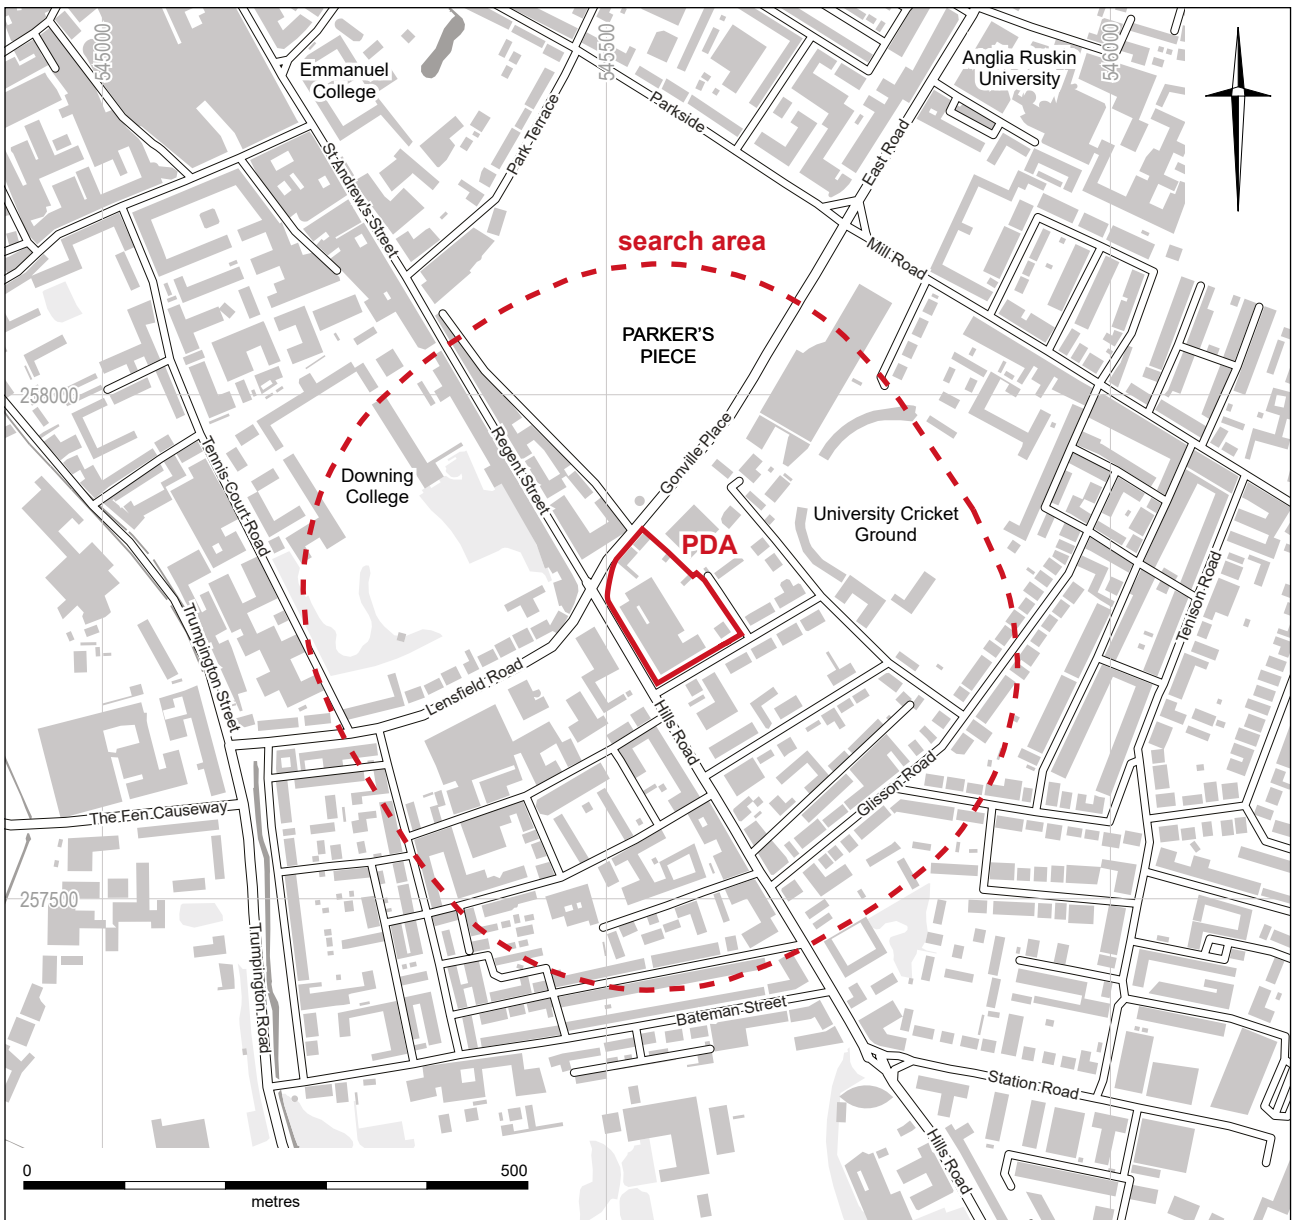 545000
545500
546000
Emmanuel
College
Anglia Ruskin
University
Parkside
Park Terrace
East Road
St Andrew's Street
Mill Road
search area
PARKER'S
PIECE
258000
Tennis Court Road
Regent Street
Gonville Place
Downing
College
University Cricket
Ground
PDA
Tenison Road
Trumpington Street
Lensfield Road
Hills Road
Glisson Road
The Fen Causeway
257500
Trumpington Road
Bateman Street
Station Road
Hills Road
0 500
metres